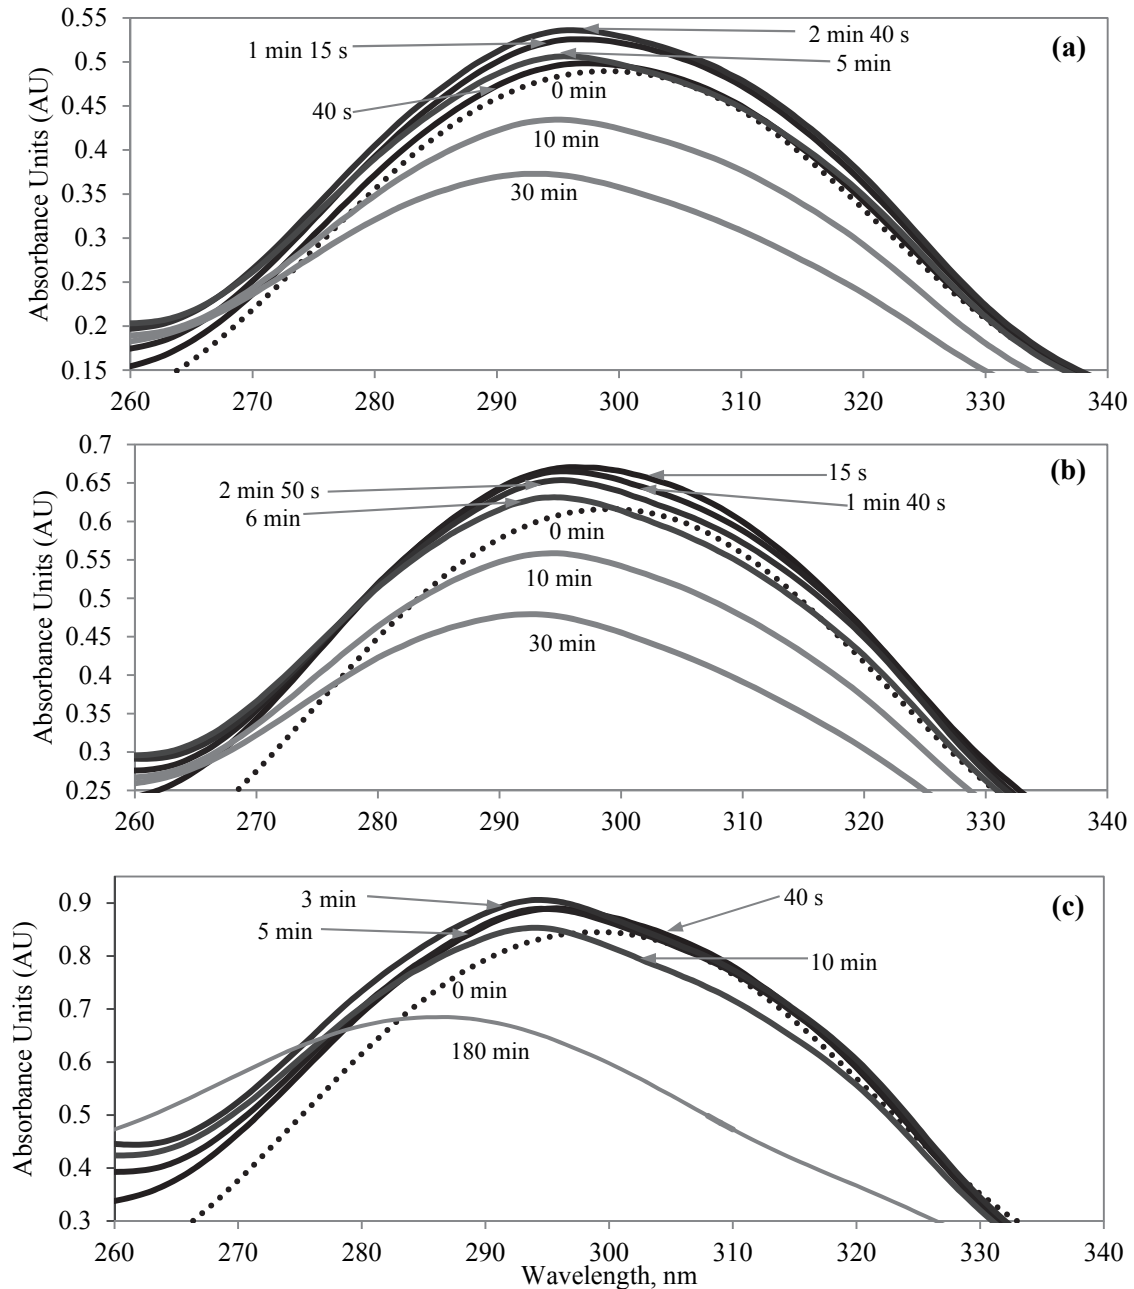 0.55
2 min 40 s
(a)
1 min 15 s
5 min
0.5
0 min
40 s
0.45
10 min
0.4
30 min
0.35
0.3
0.25
0.2
0.15
260 270 280 290 300 310 320 330 340
Absorbance Units (AU)
0.7
(b)
15 s
2 min 50 s
1 min 40 s
0.65
6 min
0 min
0.6
10 min
0.55
0.5
30 min
0.45
0.4
0.35
0.3
0.25
260 270 280 290 300 310 320 330 340
Absorbance Units (AU)
0.9
3 min
40 s
(c)
5 min
10 min
0.8
0 min
0.7
180 min
0.6
0.5
0.4
0.3
260 270 280 290 300 310 320 330 340
Absorbance Units (AU)
Wavelength, nm